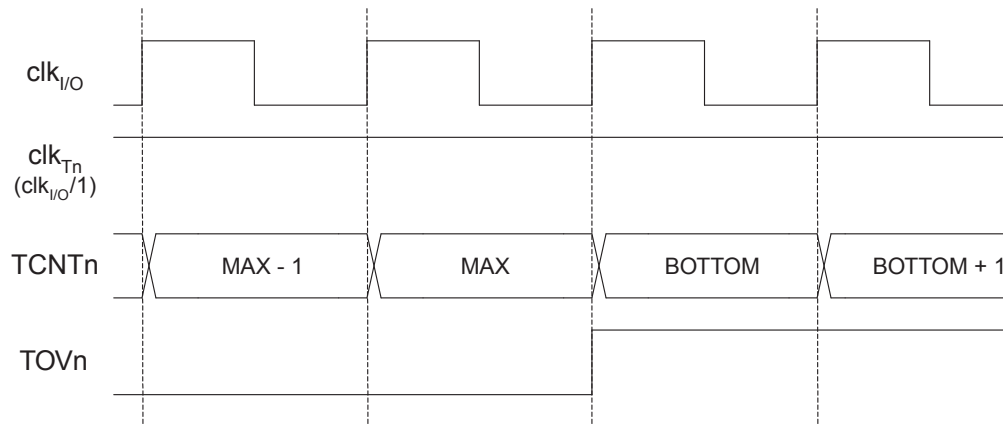 clkI/O
clkTn
(clkI/O/1)
TCNTn MAX - 1 MAX BOTTOM BOTTOM + 1
TOVn